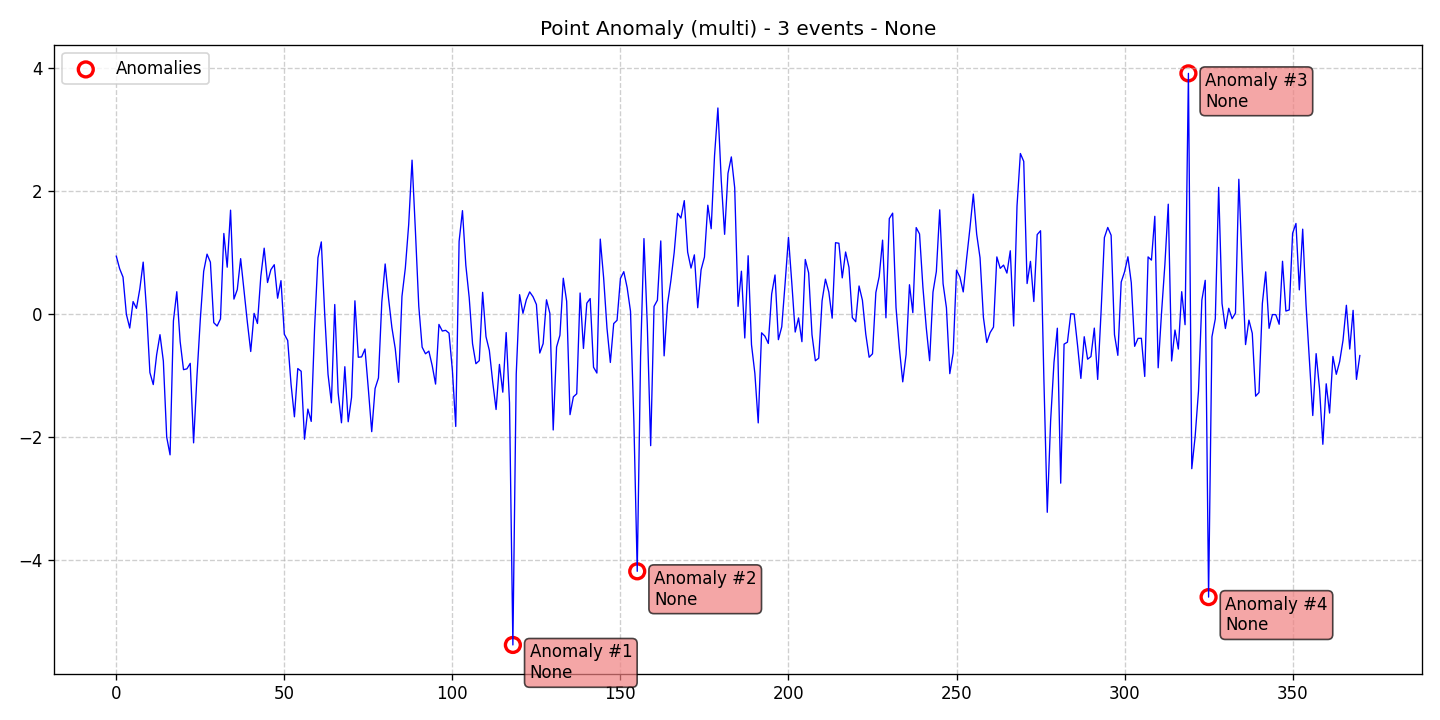 Point Anomaly (multi) - 3 events - None
Anomalies
Anomaly #3
None
Anomaly #2
None
Anomaly #4
None
Anomaly #1
None
4
2
0
−2
−4
0
50
100
150
200
250
300
350